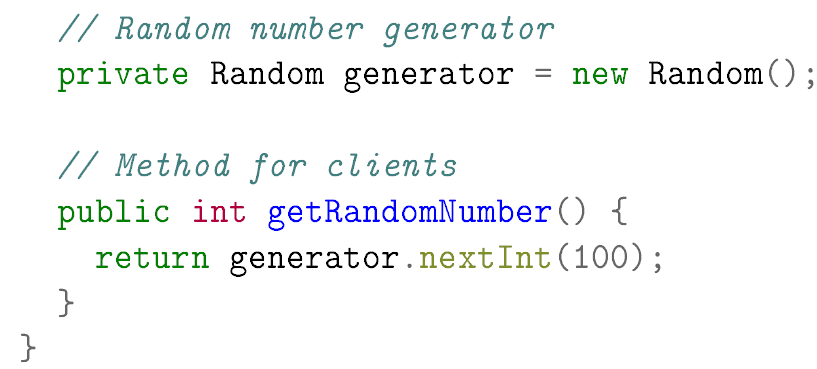 // Random number generator
private Random generator = new Random();
// Method for clients
public int getRandomNumber() {
return generator.nextInt(100);
}
}